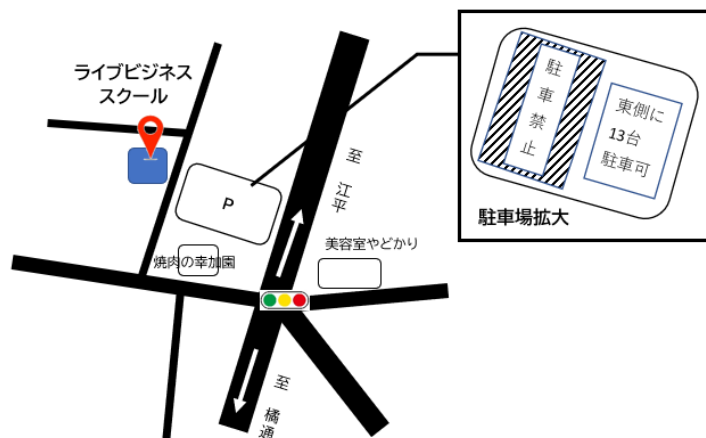 ライブビジネス
スクール
P
至 江平
焼肉の幸加園
美容室やどかり
至 橘通
駐車禁止
東側に
13台
駐車可
駐車場拡大